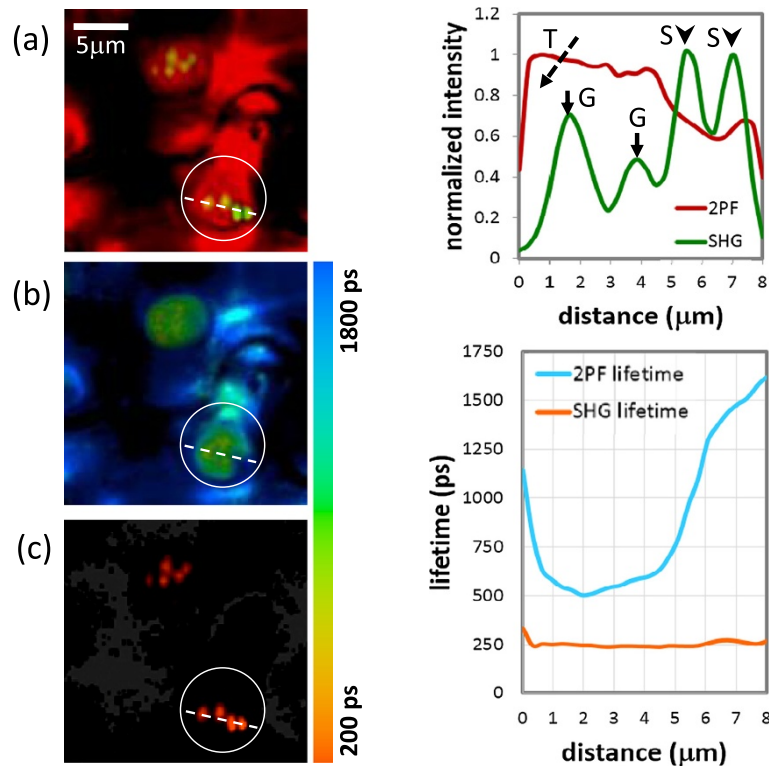 (a)
5μm
(b)
(c)
1800 ps
200 ps
normalized intensity
1.2
1
0.8
0.6
0.4
0.2
0
T
G
G
S
S
2PF
SHG
0 1 2 3 4 5 6 7 8
distance (μm)
lifetime (ps)
1750
1500
1250
1000
750
500
250
0
2PF lifetime
SHG lifetime
0 1 2 3 4 5 6 7 8
distance (μm)